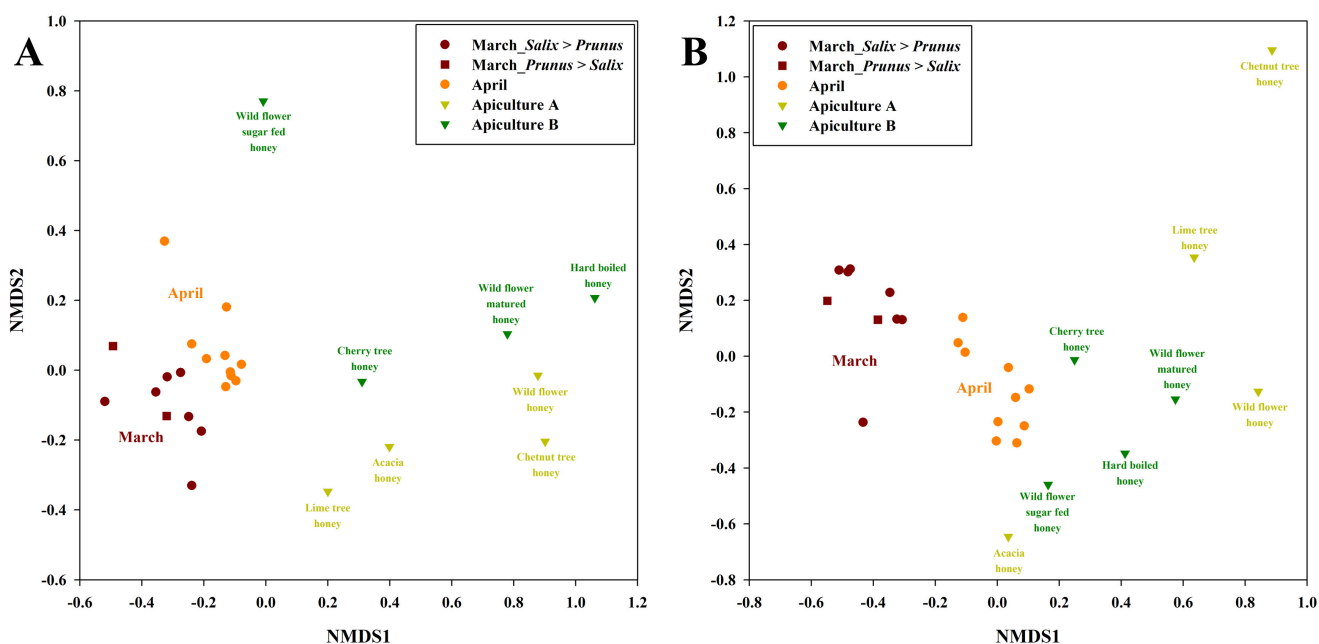 A
1.0
0.8
0.6
0.4
0.2
0.0
-0.2
-0.4
-0.6
NMDS2
-0.6
-0.4
-0.2
0.0
0.2
0.4
0.6
0.8
1.0
1.2
NMDS1
March_Salix > Prunus
March_Prunus > Salix
April
Apiculture A
Apiculture B
Wild flower
sugar fed
honey
April
Hard boiled
honey
Wild flower
matured
honey
Cherry tree
honey
Wild flower
honey
March
Acacia
honey
Chetnut tree
honey
Lime tree
honey
B
1.2
1.0
0.8
0.6
0.4
0.2
0.0
-0.2
-0.4
-0.6
-0.8
NMDS2
-0.8
-0.6
-0.4
-0.2
0.0
0.2
0.4
0.6
0.8
1.0
NMDS1
March_Salix > Prunus
March_Prunus > Salix
April
Apiculture A
Apiculture B
Chetnut tree
honey
Lime tree
honey
Cherry tree
honey
Wild flower
matured
honey
March
April
Wild flower
honey
Hard boiled
honey
Wild flower
sugar fed
honey
Acacia
honey